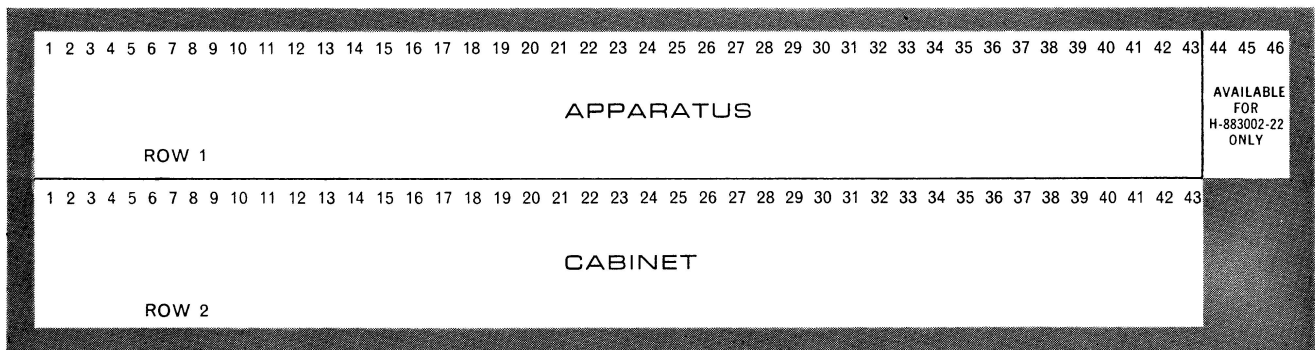 1 2 3 4 5 6 7 8 9 10 11 12 13 14 15 16 17 18 19 20 21 22 23 24 25 26 27 28 29 30 31 32 33 34 35 36 37 38 39 40 41 42 43 44 45 46
APPARATUS
AVAILABLE
FOR
H-883002-22
ONLY
ROW 1
1 2 3 4 5 6 7 8 9 10 11 12 13 14 15 16 17 18 19 20 21 22 23 24 25 26 27 28 29 30 31 32 33 34 35 36 37 38 39 40 41 42 43
CABINET
ROW 2